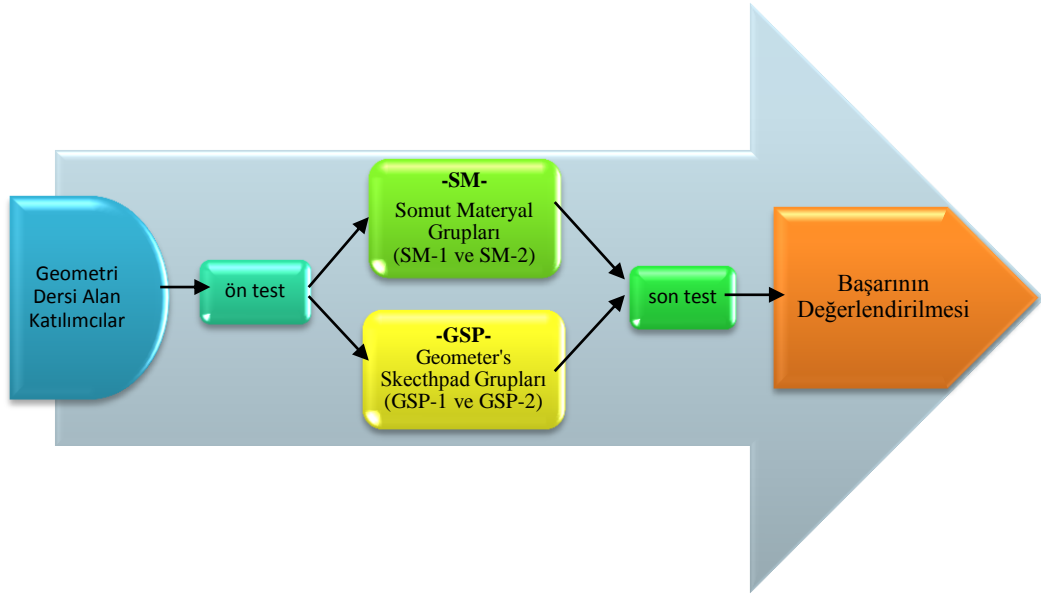 Geometri
Dersi Alan
Katılımcılar
ön test
-SM-
Somut Materyal
Grupları
(SM-1 ve SM-2)
-GSP-
Geometer's
Skecthpad Grupları
(GSP-1 ve GSP-2)
son test
Başarının
Değerlendirilmesi